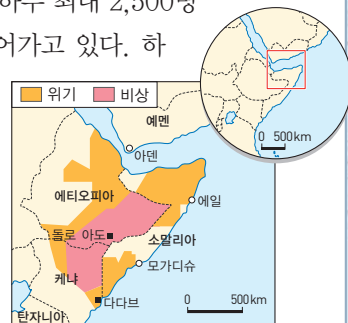 하루 최대 2,500명
어가고 있다. 하
위기 비상
예멘
아덴
0 500km
에티오피아
에일
돌로 아도
소말리아
케냐
모가디슈
다다브
0 500km
탄자니아